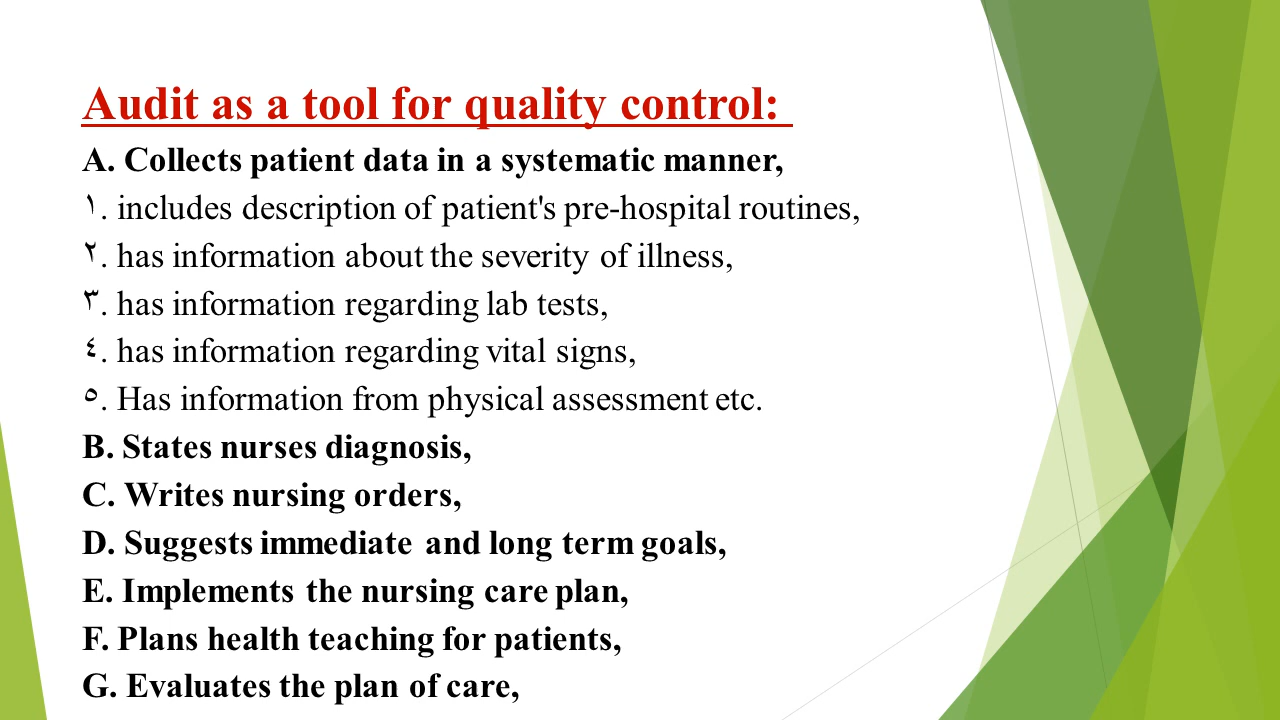 Audit as a tool for quality control:
A. Collects patient data in a systematic manner,
١. includes description of patient's pre-hospital routines,
٢. has information about the severity of illness,
٣. has information regarding lab tests,
٤. has information regarding vital signs,
٥. Has information from physical assessment etc.
B. States nurses diagnosis,
C. Writes nursing orders,
D. Suggests immediate and long term goals,
E. Implements the nursing care plan,
F. Plans health teaching for patients,
G. Evaluates the plan of care,